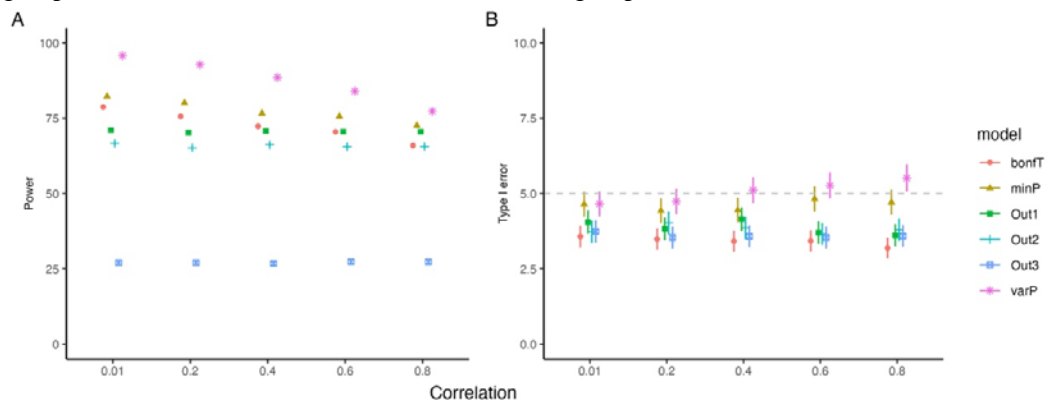 A
B
100
75
50
25
0
Power
0.01
0.2
0.4
0.6
0.8
10.0
7.5
5.0
2.5
0.0
Type I error
0.01
0.2
0.4
0.6
0.8
Correlation
model
bonfT
minP
Out1
Out2
Out3
varP